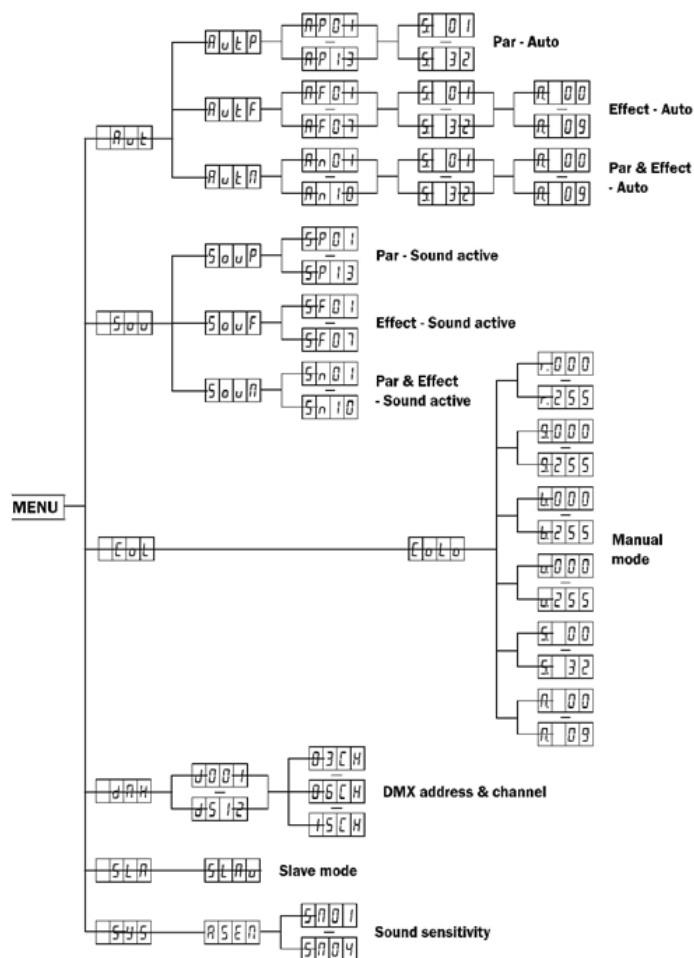 AutP AP01 S. 01 Par - Auto
AP13 S. 32
Aut AutF AF01 S. 01 M. 00 Effect - Auto
AF07 S. 32 M. 09
AutM An01 S. 01 M. 00 Par & Effect
An10 S. 32 M. 09 - Auto
SouP SP01 Par - Sound active
SP13
Sou SouF SF01 Effect - Sound active
SF07
SouM Sn01 Par & Effect
Sn10 - Sound active
MENU
CoL CoLo
r.000
r.255
g.000
g.255
b.000
b.255
u.000
u.255
S. 00
S. 32
M. 00
M. 09
Manual
mode
dMX d001 03CH
d512 06CH DMX address & channel
15CH
SLA SLAv Slave mode
SyS ASEM SM01 Sound sensitivity
SM04